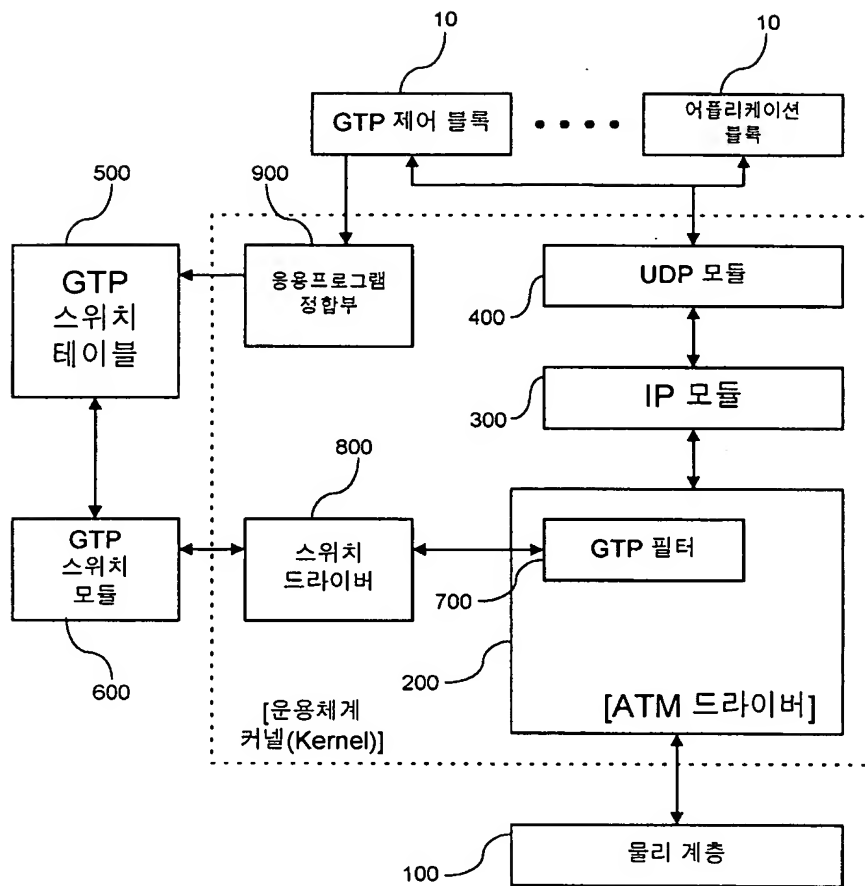 10
10
GTP 제어 블록
어플리케이션
블록
500
900
GTP
스위치
테이블
응용프로그램
정합부
UDP 모듈
400
IP 모듈
300
800
GTP
스위치
모듈
스위치
드라이버
GTP 필터
700
600
200
[운용체계
커널(Kernel)]
[ATM 드라이버]
물리 계층
100